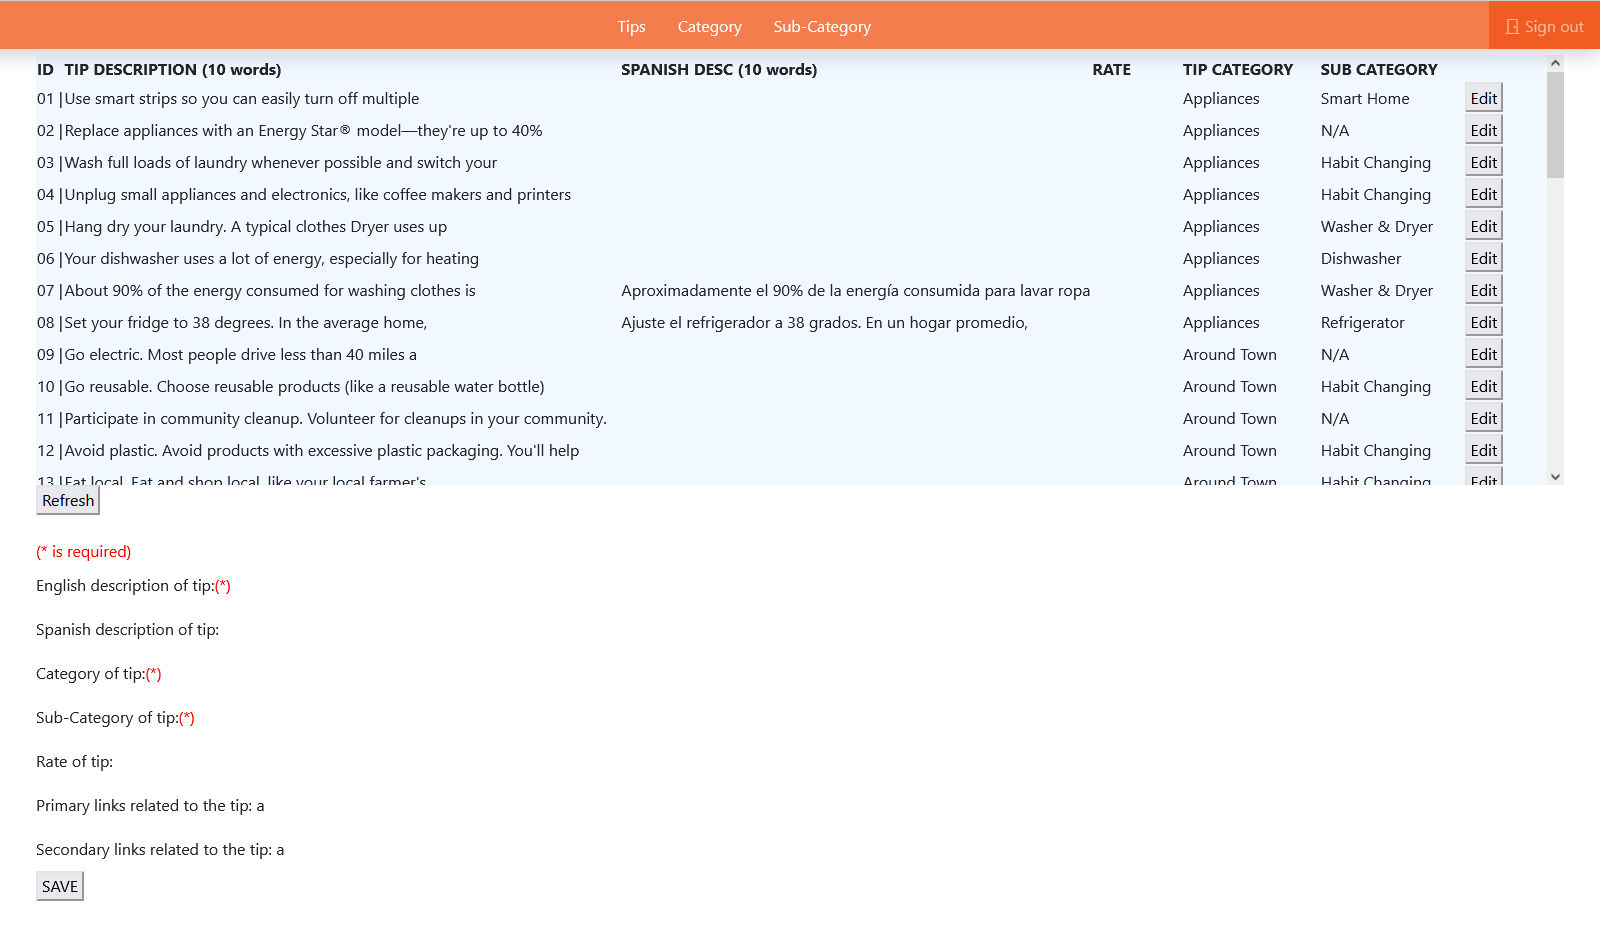 Tips Category Sub-Category Sign out
ID TIP DESCRIPTION (10 words) SPANISH DESC (10 words) RATE TIP CATEGORY SUB CATEGORY
01 |Use smart strips so you can easily turn off multiple Appliances Smart Home Edit
02 |Replace appliances with an Energy Star® model—they're up to 40% Appliances N/A Edit
03 |Wash full loads of laundry whenever possible and switch your Appliances Habit Changing Edit
04 |Unplug small appliances and electronics, like coffee makers and printers Appliances Habit Changing Edit
05 |Hang dry your laundry. A typical clothes Dryer uses up Appliances Washer & Dryer Edit
06 |Your dishwasher uses a lot of energy, especially for heating Appliances Dishwasher Edit
07 |About 90% of the energy consumed for washing clothes is Aproximadamente el 90% de la energía consumida para lavar ropa Appliances Washer & Dryer Edit
08 |Set your fridge to 38 degrees. In the average home, Ajuste el refrigerador a 38 grados. En un hogar promedio, Appliances Refrigerator Edit
09 |Go electric. Most people drive less than 40 miles a Around Town N/A Edit
10 |Go reusable. Choose reusable products (like a reusable water bottle) Around Town Habit Changing Edit
11 |Participate in community cleanup. Volunteer for cleanups in your community. Around Town N/A Edit
12 |Avoid plastic. Avoid products with excessive plastic packaging. You'll help Around Town Habit Changing Edit
13 |Eat local. Eat and shop local, like your local farmer's Around Town Habit Changing Edit
Refresh
(* is required)
English description of tip:(*)
Spanish description of tip:
Category of tip:(*)
Sub-Category of tip:(*)
Rate of tip:
Primary links related to the tip: a
Secondary links related to the tip: a
SAVE